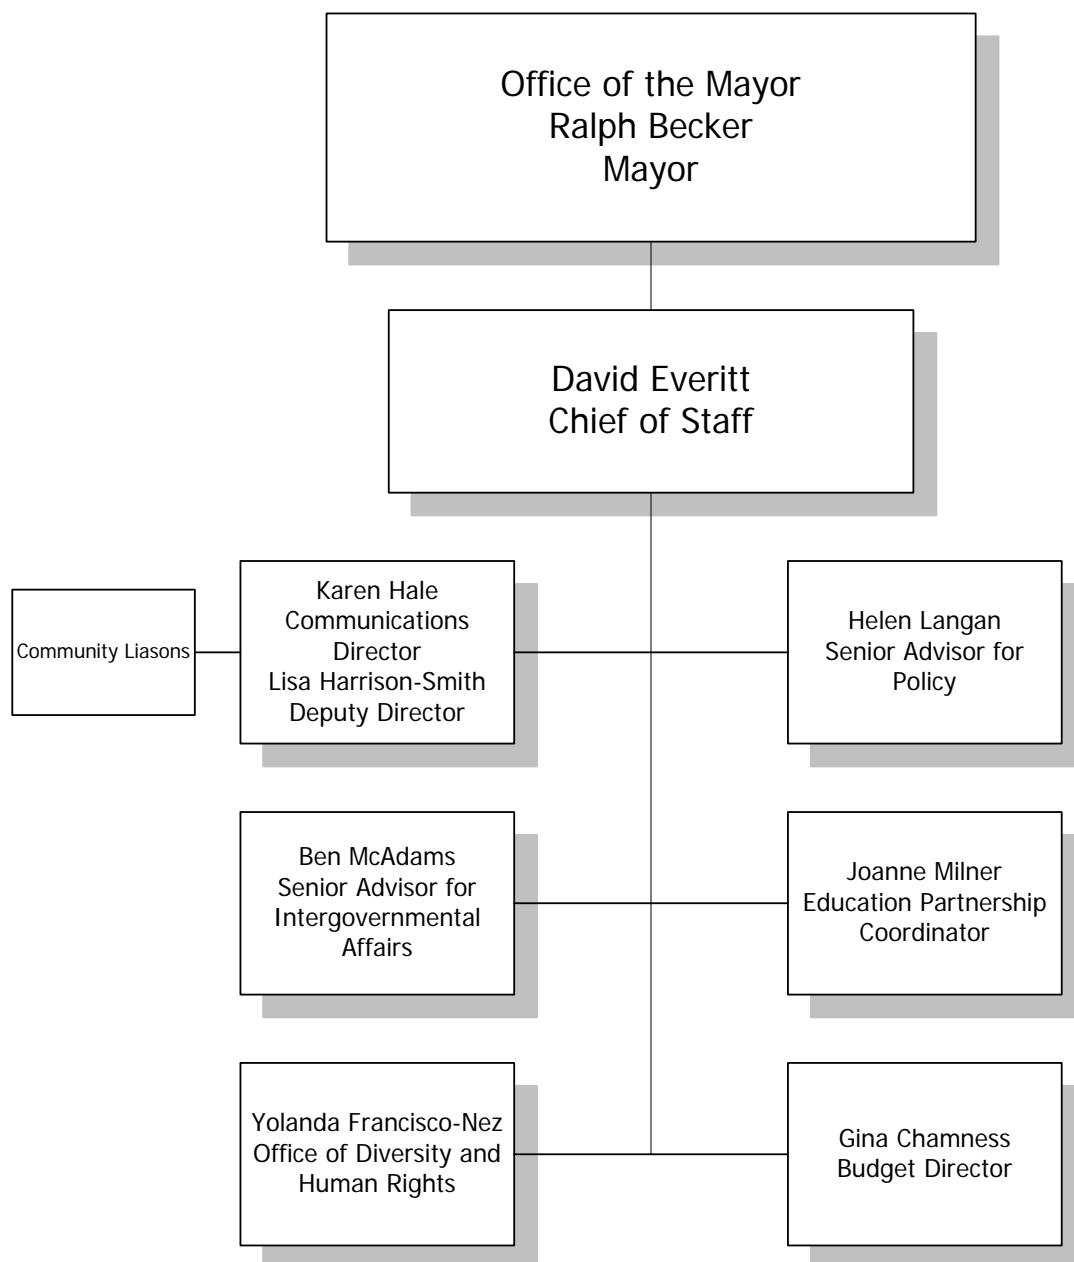 Office of the Mayor
Ralph Becker
Mayor
David Everitt
Chief of Staff
Community Liasons
Karen Hale
Communications
Director
Lisa Harrison-Smith
Deputy Director
Helen Langan
Senior Advisor for
Policy
Ben McAdams
Senior Advisor for
Intergovernmental
Affairs
Joanne Milner
Education Partnership
Coordinator
Yolanda Francisco-Nez
Office of Diversity and
Human Rights
Gina Chamness
Budget Director